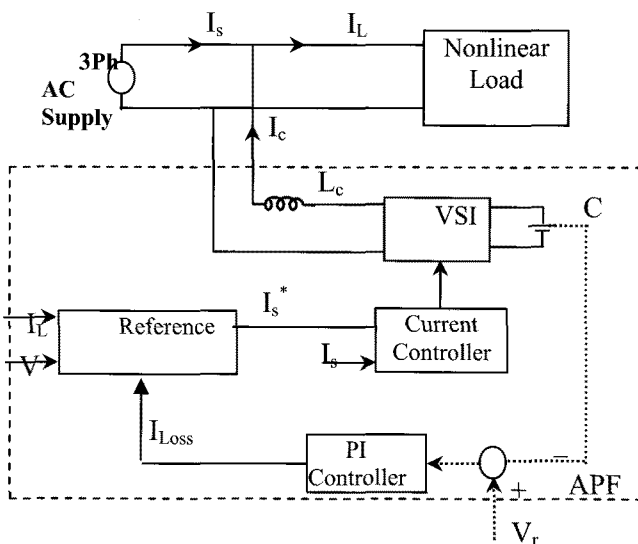 I_s
I_L
3Ph
AC
Supply
Nonlinear
Load
I_c
L_c
VSI
C
I_L
V
Reference
I_s*
I_s
Current
Controller
I_Loss
PI
Controller
–
+
APF
V_r